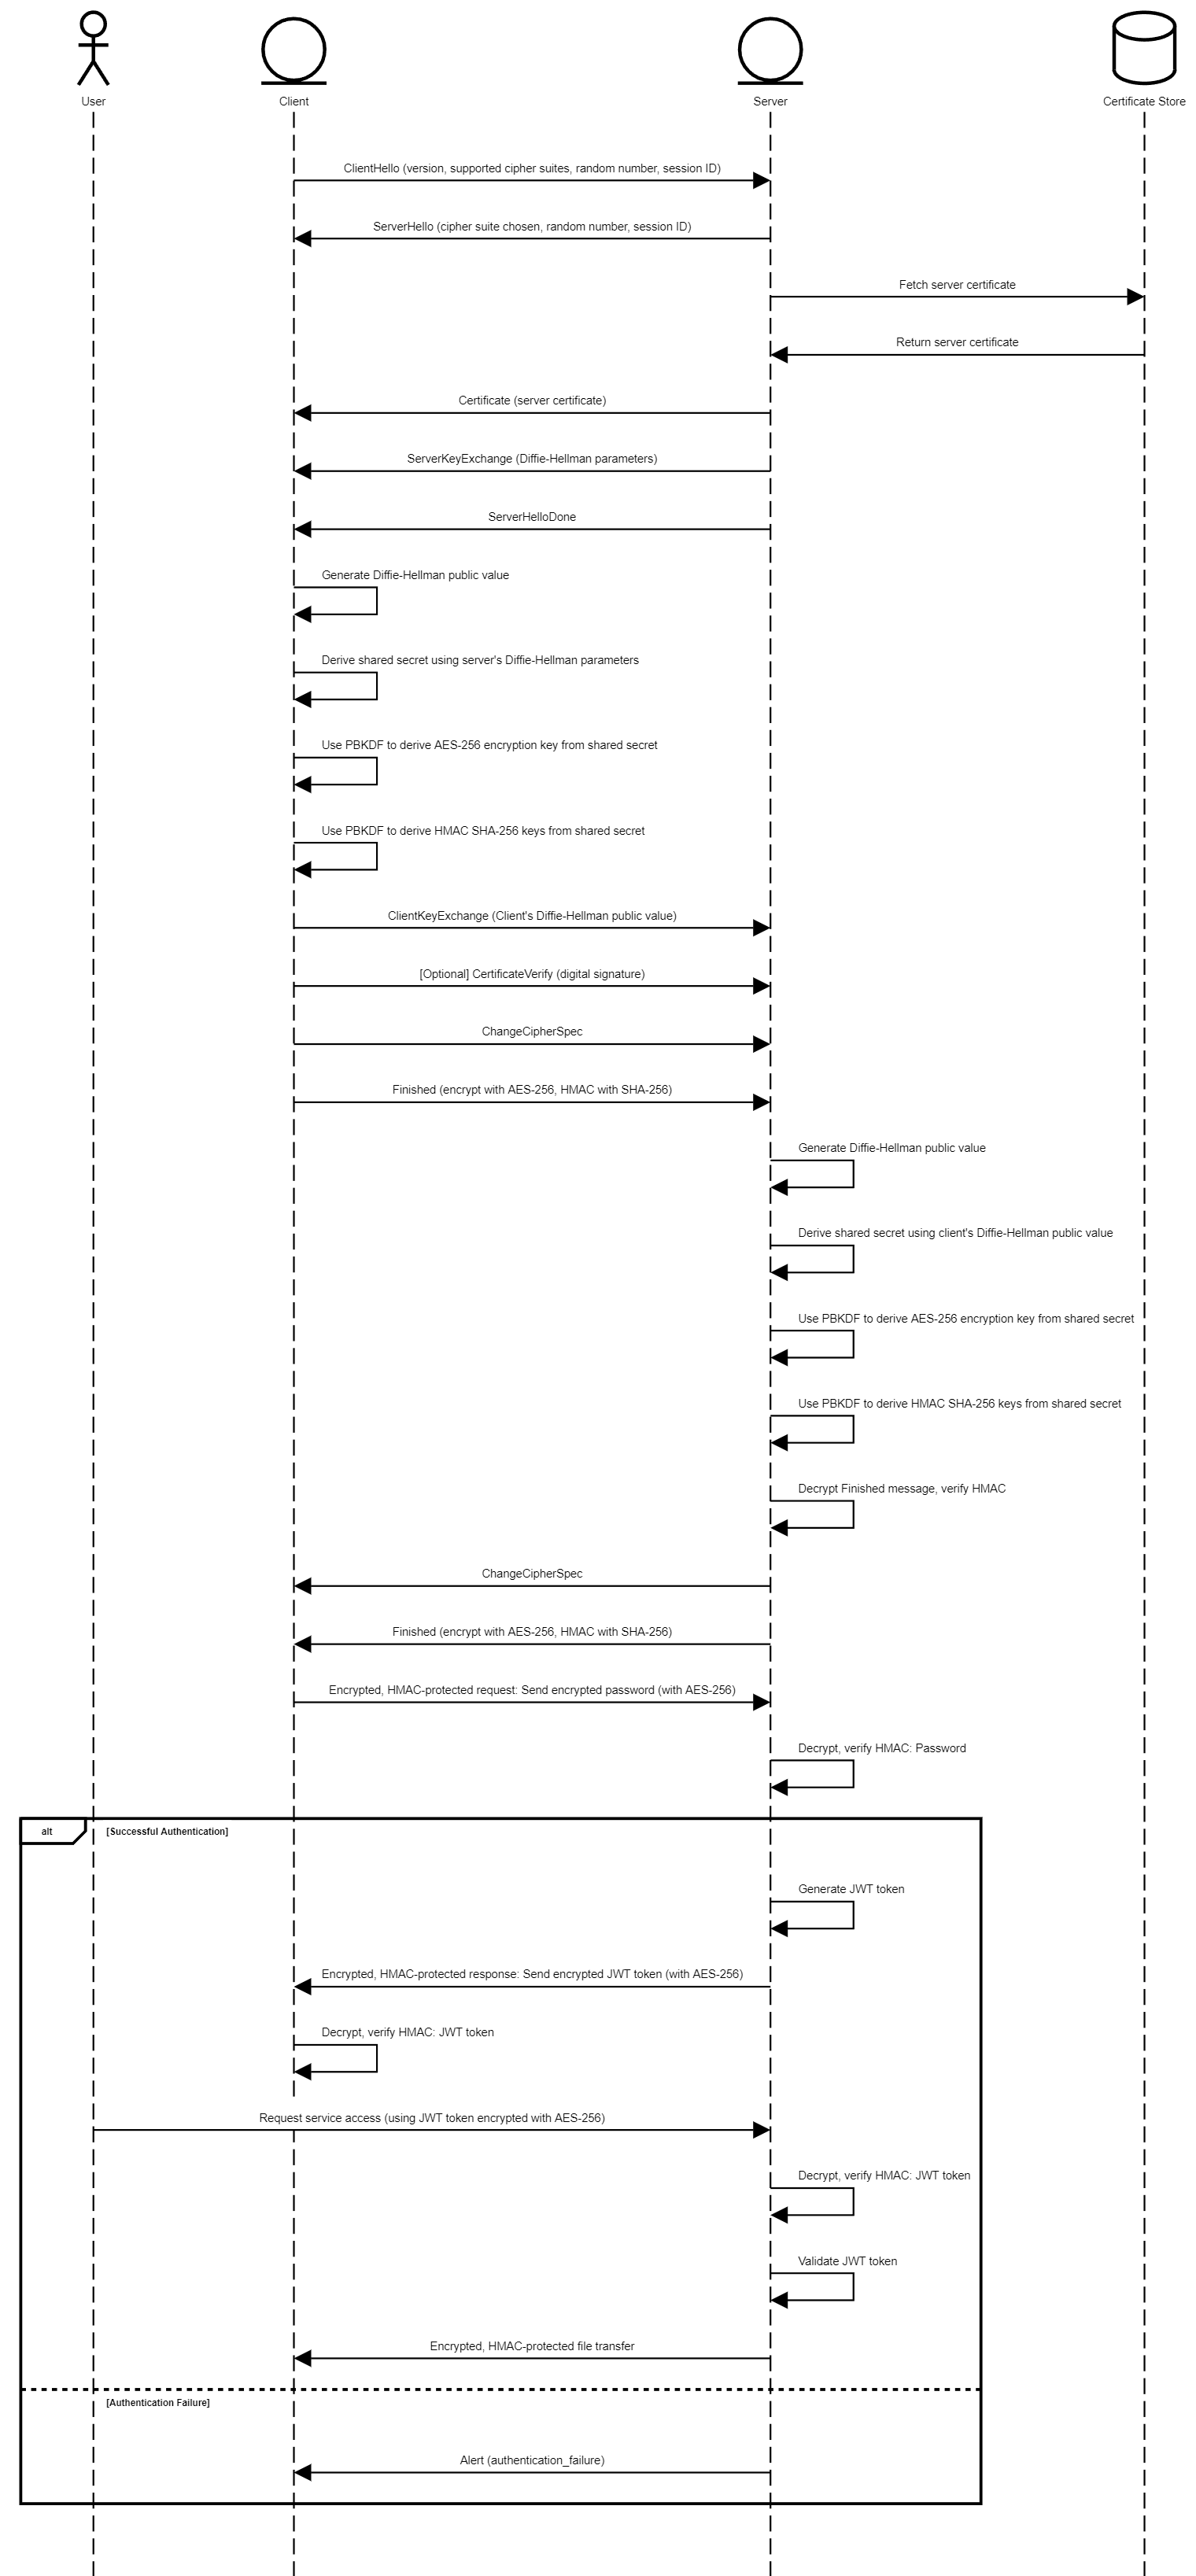 User
Client
Server
Certificate Store
ClientHello (version, supported cipher suites, random number, session ID)
ServerHello (cipher suite chosen, random number, session ID)
Fetch server certificate
Return server certificate
Certificate (server certificate)
ServerKeyExchange (Diffie-Hellman parameters)
ServerHelloDone
Generate Diffie-Hellman public value
Derive shared secret using server's Diffie-Hellman parameters
Use PBKDF to derive AES-256 encryption key from shared secret
Use PBKDF to derive HMAC SHA-256 keys from shared secret
ClientKeyExchange (Client's Diffie-Hellman public value)
[Optional] CertificateVerify (digital signature)
ChangeCipherSpec
Finished (encrypt with AES-256, HMAC with SHA-256)
Generate Diffie-Hellman public value
Derive shared secret using client's Diffie-Hellman public value
Use PBKDF to derive AES-256 encryption key from shared secret
Use PBKDF to derive HMAC SHA-256 keys from shared secret
Decrypt Finished message, verify HMAC
ChangeCipherSpec
Finished (encrypt with AES-256, HMAC with SHA-256)
Encrypted, HMAC-protected request: Send encrypted password (with AES-256)
Decrypt, verify HMAC: Password
alt
[Successful Authentication]
Generate JWT token
Encrypted, HMAC-protected response: Send encrypted JWT token (with AES-256)
Decrypt, verify HMAC: JWT token
Request service access (using JWT token encrypted with AES-256)
Decrypt, verify HMAC: JWT token
Validate JWT token
Encrypted, HMAC-protected file transfer
[Authentication Failure]
Alert (authentication_failure)